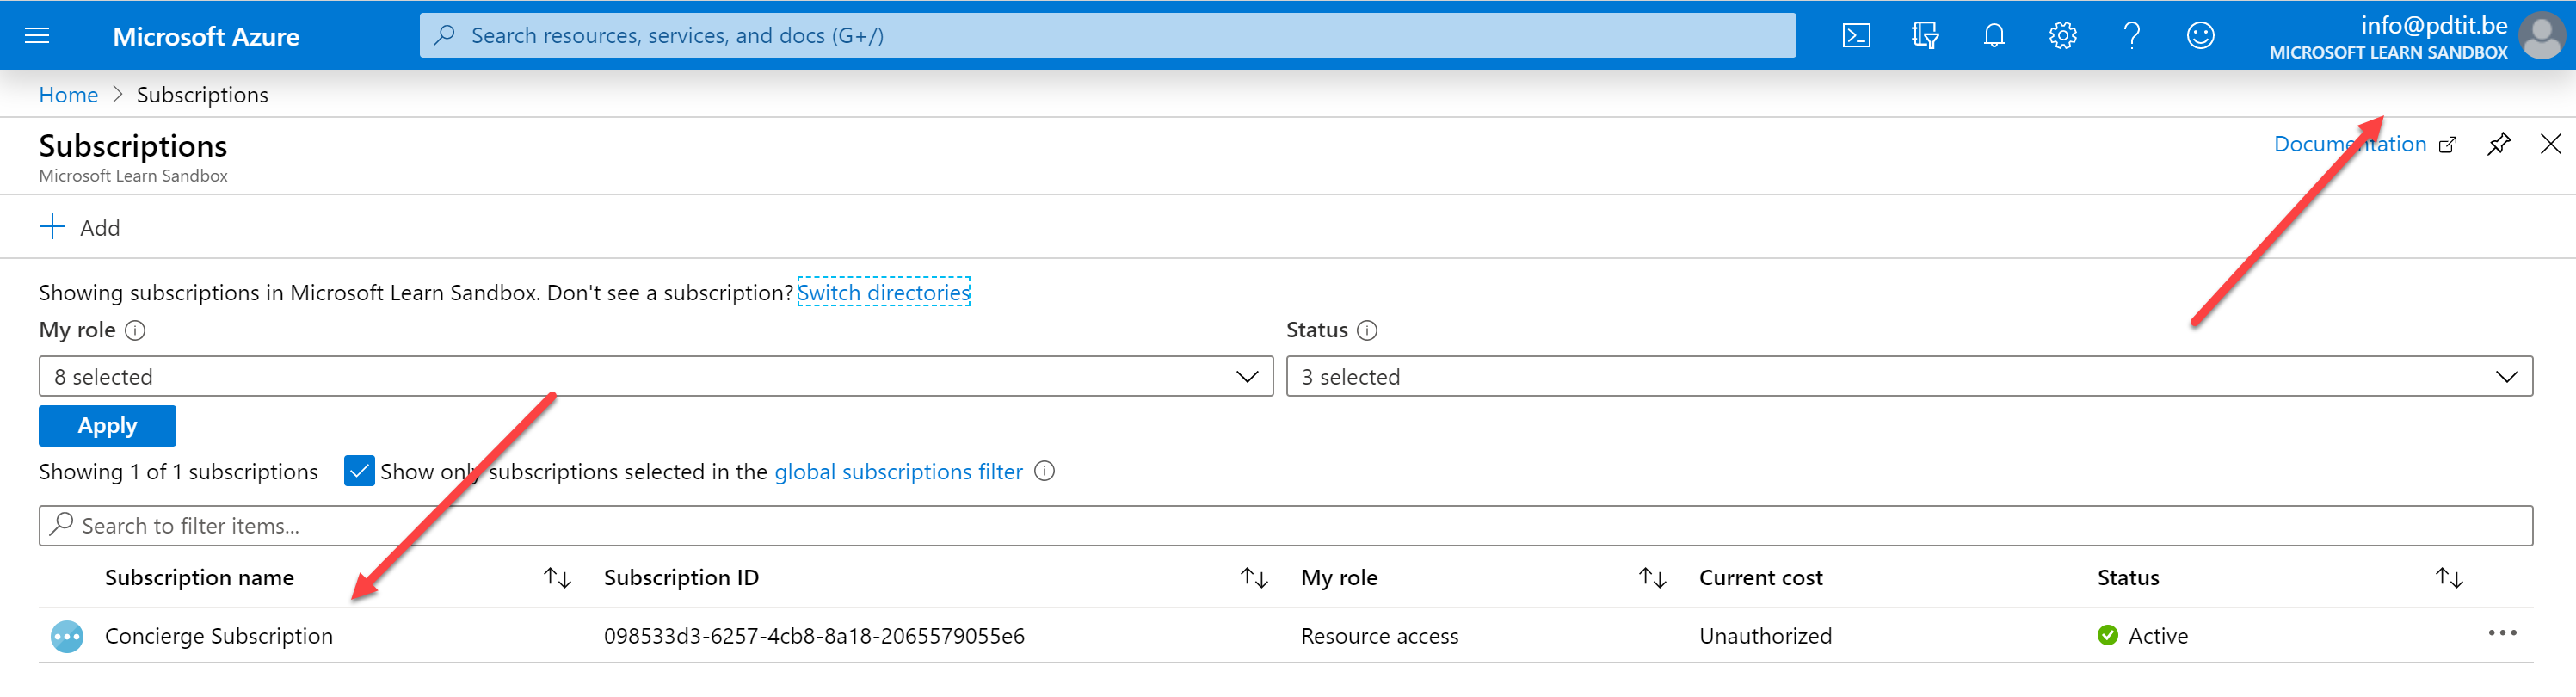 Microsoft Azure
Search resources, services, and docs (G+/)
info@pdtit.be
MICROSOFT LEARN SANDBOX
Home > Subscriptions
Subscriptions
Microsoft Learn Sandbox
Documentation
Add
Showing subscriptions in Microsoft Learn Sandbox. Don't see a subscription? Switch directories
My role
Status
8 selected
3 selected
Apply
Showing 1 of 1 subscriptions
Show only subscriptions selected in the global subscriptions filter
Search to filter items...
Subscription name Subscription ID My role Current cost Status
Concierge Subscription 098533d3-6257-4cb8-8a18-2065579055e6 Resource access Unauthorized Active